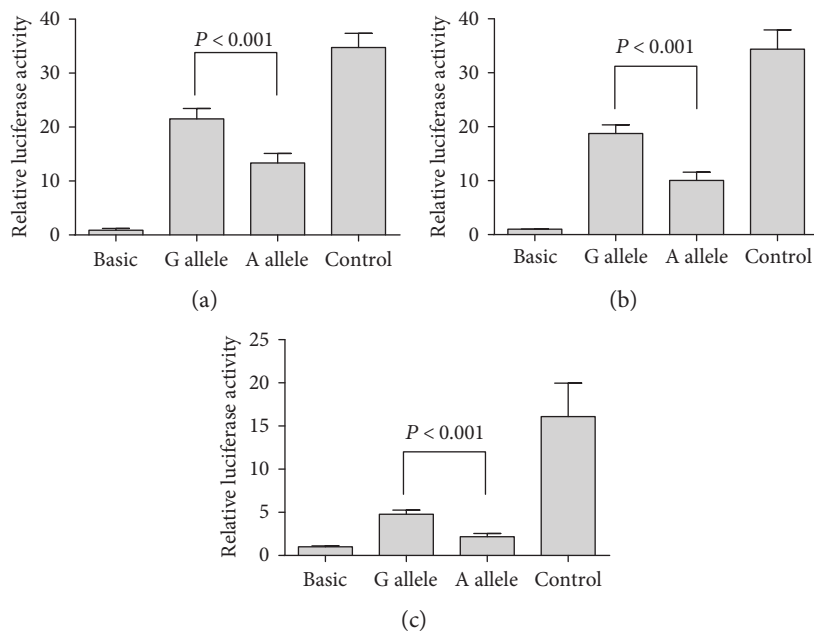 Relative luciferase activity
40
30
20
10
0
P < 0.001
Basic
G allele
A allele
Control
(a)
Relative luciferase activity
40
30
20
10
0
P < 0.001
Basic
G allele
A allele
Control
(b)
Relative luciferase activity
25
20
15
10
5
0
P < 0.001
Basic
G allele
A allele
Control
(c)